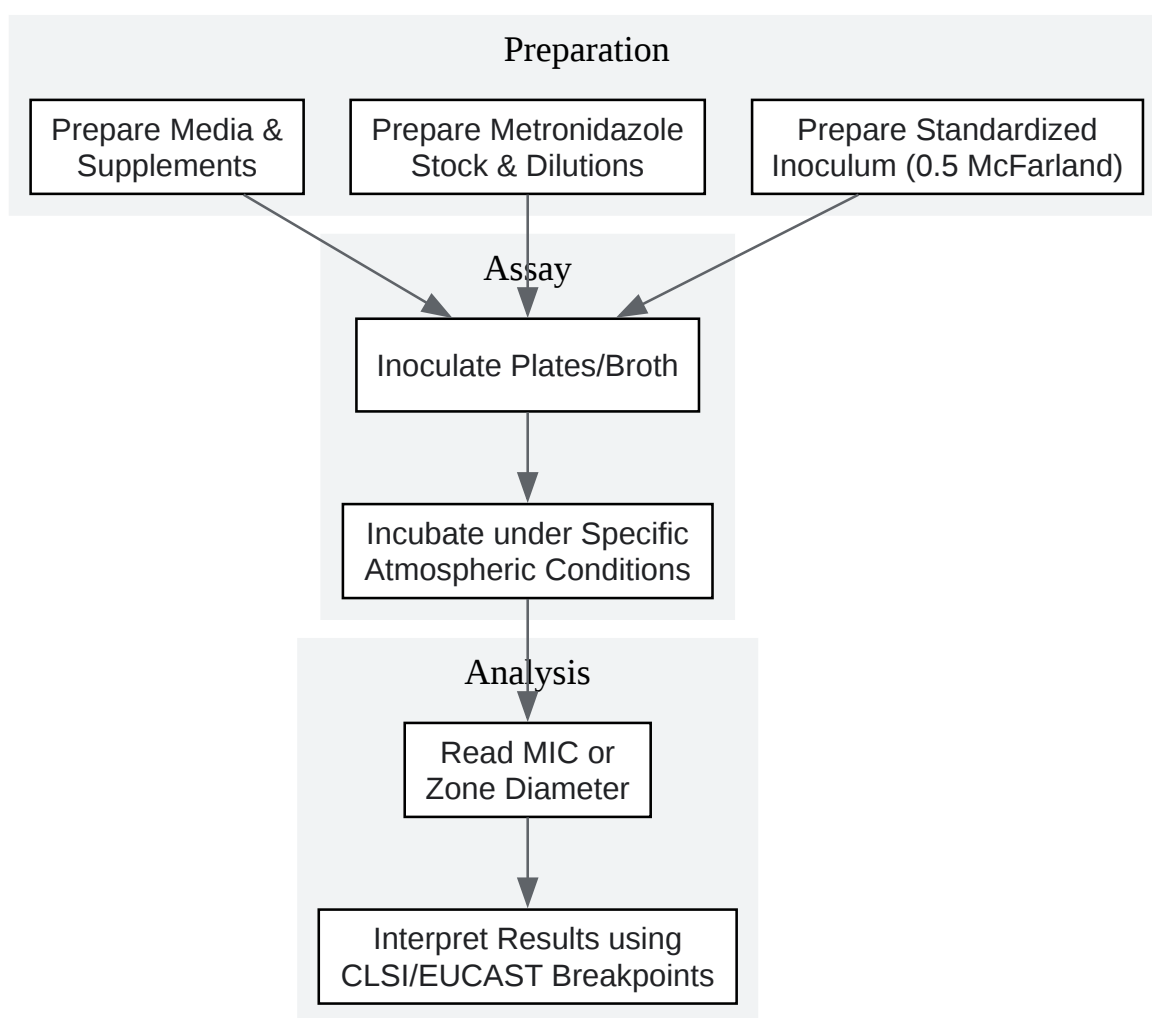 Preparation
Prepare Media &
Supplements
Prepare Metronidazole
Stock & Dilutions
Prepare Standardized
Inoculum (0.5 McFarland)
Assay
Inoculate Plates/Broth
Incubate under Specific
Atmospheric Conditions
Analysis
Read MIC or
Zone Diameter
Interpret Results using
CLSI/EUCAST Breakpoints